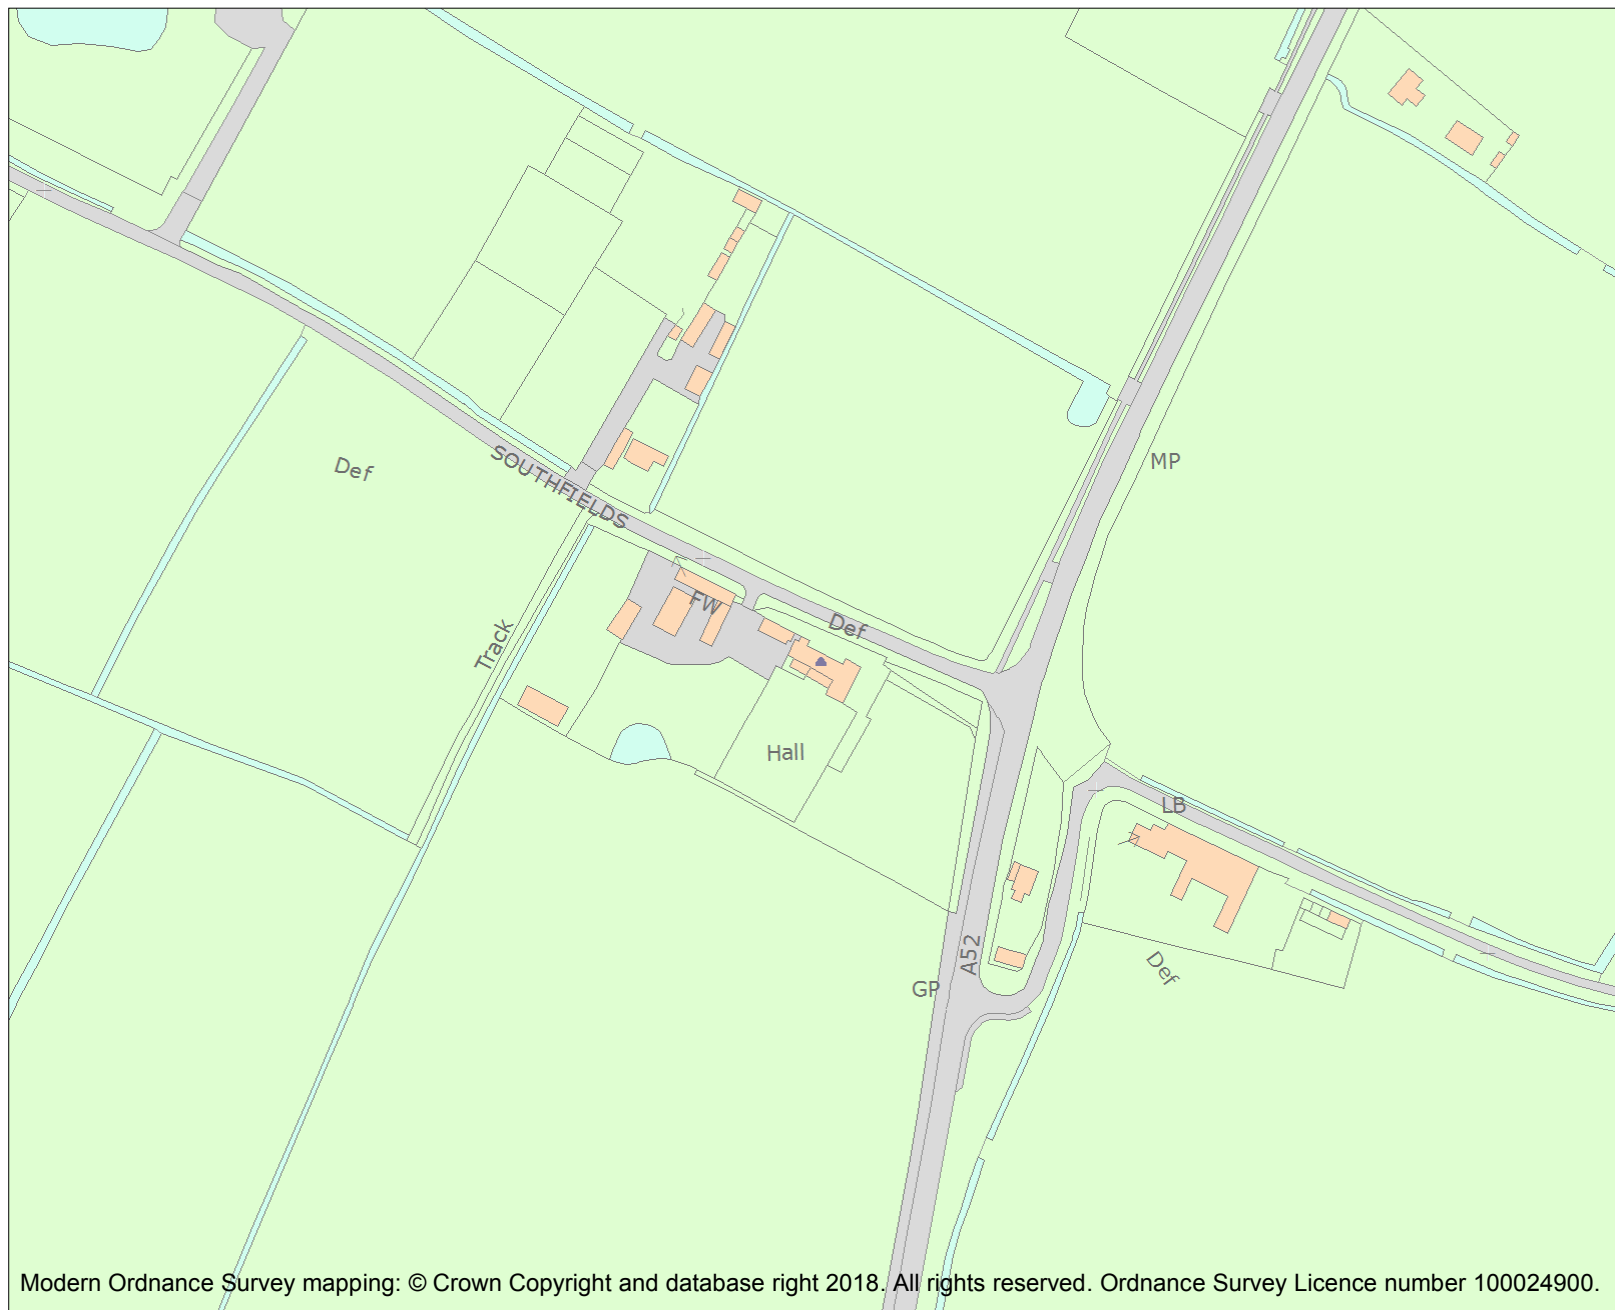 MP
Def
SOUTHFIELDS
FW
Def
Track
Hall
LB
A52
Def
GP
Modern Ordnance Survey mapping: © Crown Copyright and database right 2018. All rights reserved. Ordnance Survey Licence number 100024900.